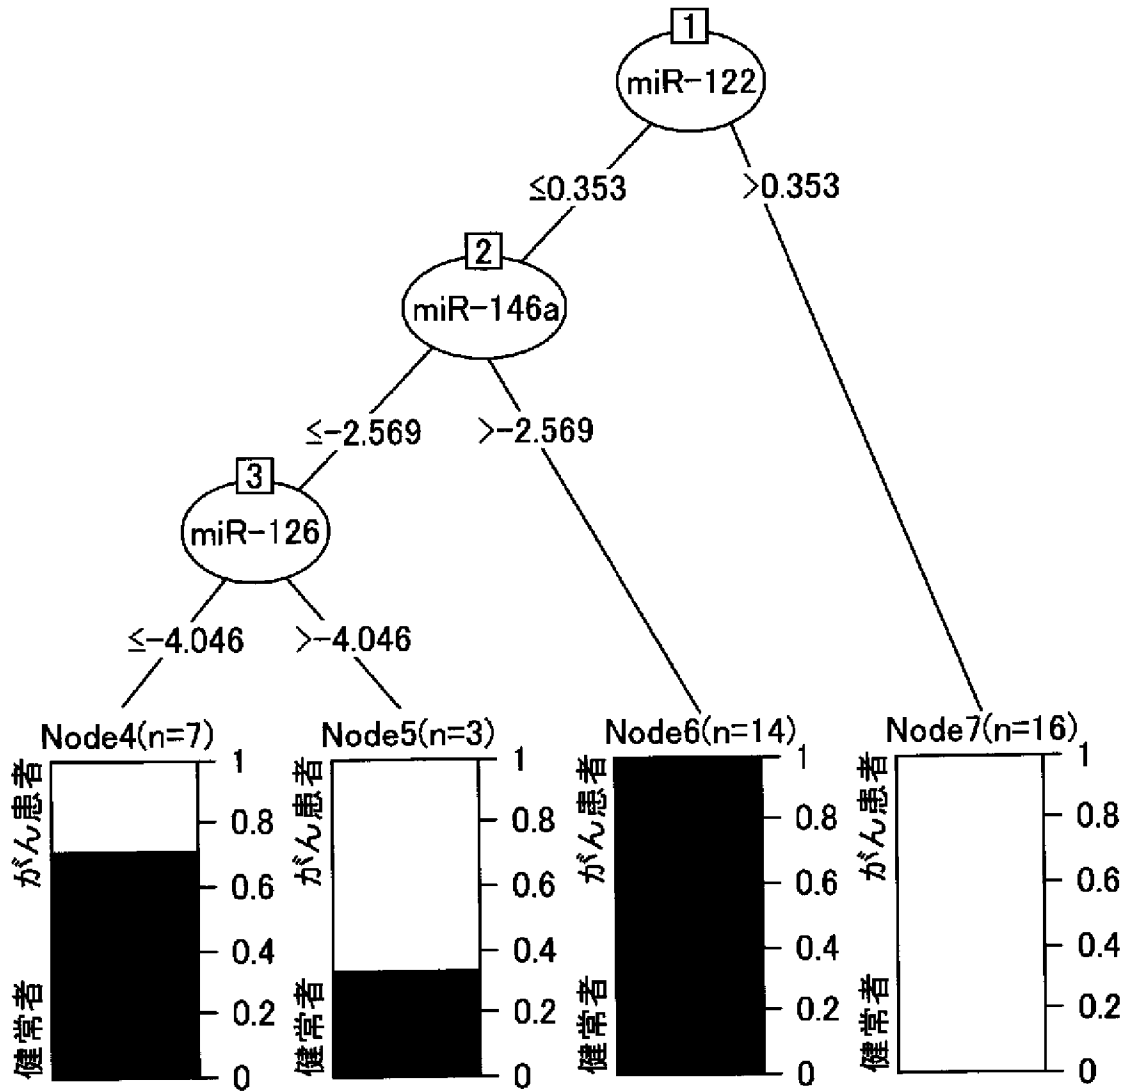 1
miR-122
≤0.353
>0.353
2
miR-146a
≤-2.569
>-2.569
3
miR-126
≤-4.046
>-4.046
Node4(n=7)
Node5(n=3)
Node6(n=14)
Node7(n=16)
がん患者
健常者
1
0.8
0.6
0.4
0.2
0
がん患者
健常者
1
0.8
0.6
0.4
0.2
0
がん患者
健常者
1
0.8
0.6
0.4
0.2
0
がん患者
健常者
1
0.8
0.6
0.4
0.2
0